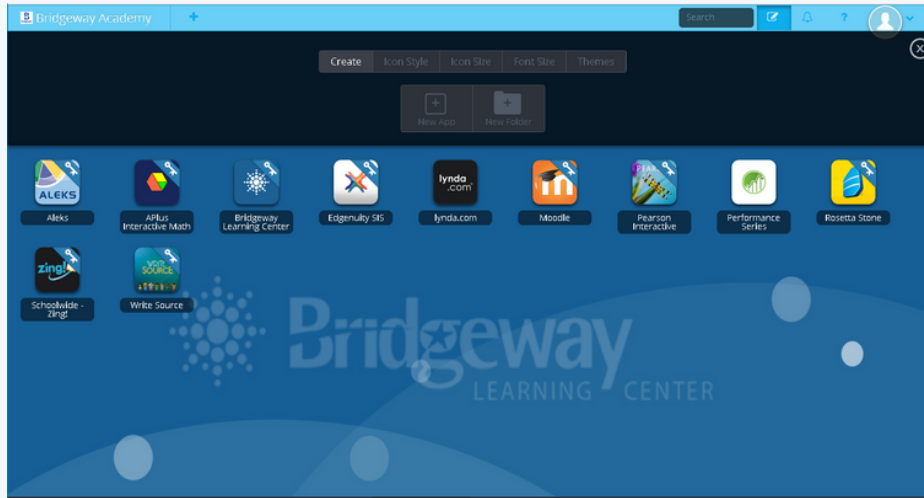 Bridgeway Academy
+
Search
?
Create
Icon Style
Icon Size
Font Size
Themes
New App
New Folder
ALEKS
lynda
.com
zing!
Aleks
APlus
Interactive Math
Bridgeway
Learning Center
Edgenuity SIS
lynda.com
Moodle
Pearson
Interactive
Performance
Series
Rosetta Stone
WRITE
SOURCE
Schoolwide -
Zing!
Write Source
Bridgeway
LEARNING CENTER